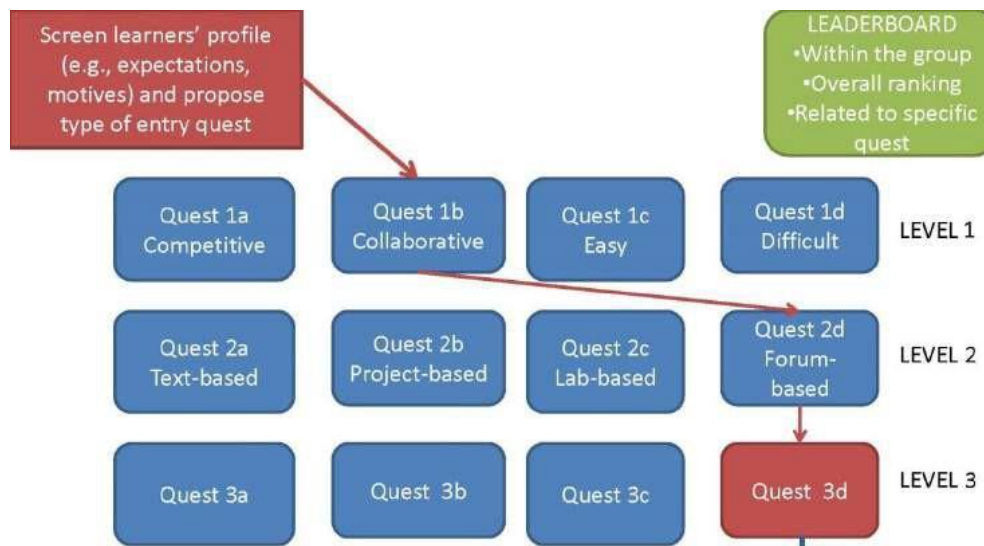 Screen learners' profile
(e.g., expectations,
motives) and propose
type of entry quest
LEADERBOARD
•Within the group
•Overall ranking
•Related to specific
quest
Quest 1a
Competitive
Quest 1b
Collaborative
Quest 1c
Easy
Quest 1d
Difficult
LEVEL 1
Quest 2a
Text-based
Quest 2b
Project-based
Quest 2c
Lab-based
Quest 2d
Forum-
based
LEVEL 2
Quest 3a
Quest 3b
Quest 3c
Quest 3d
LEVEL 3